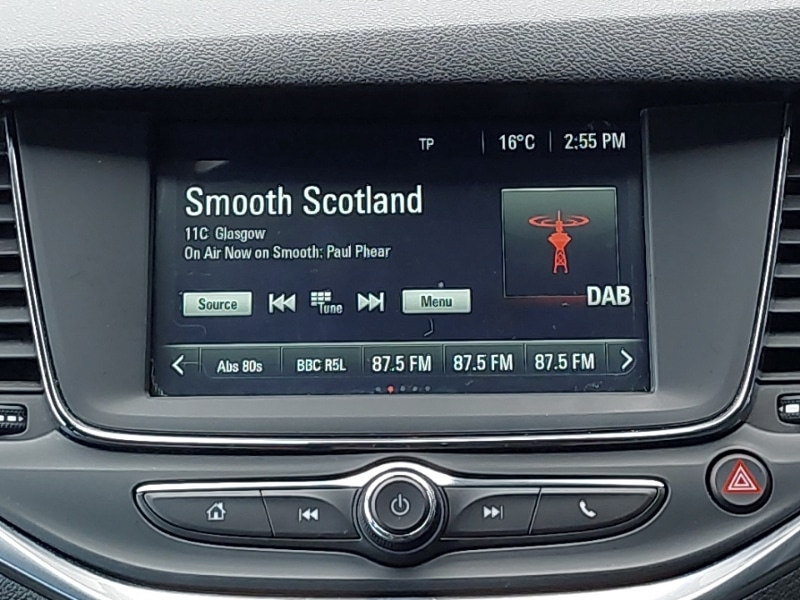 TP 16°C 2:55 PM
Smooth Scotland
11C Glasgow
On Air Now on Smooth: Paul Phear
DAB
Source Tune Menu
Abs 80s BBC R5L 87.5 FM 87.5 FM 87.5 FM